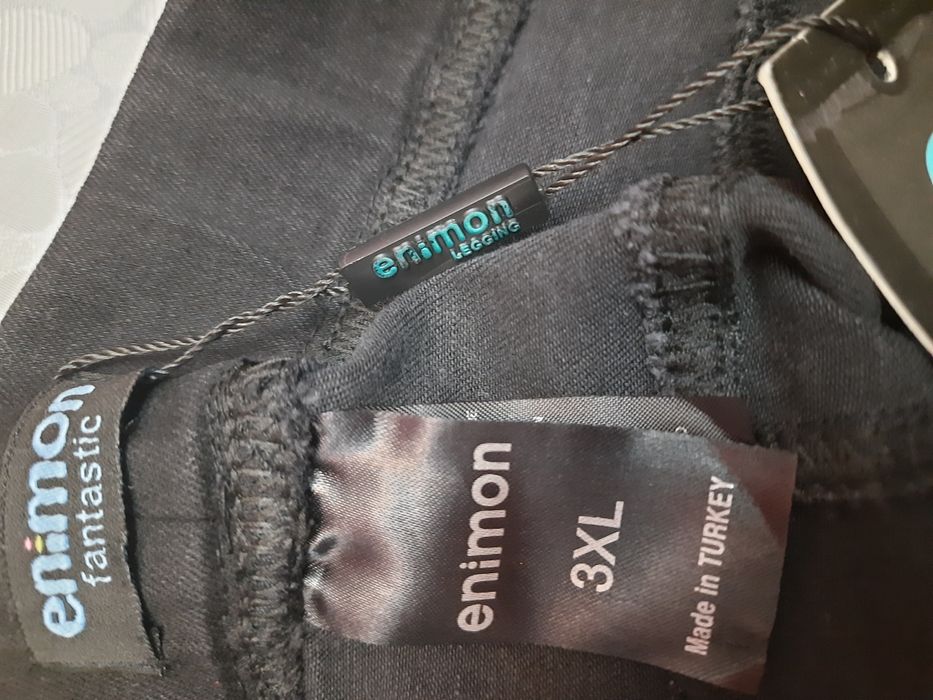 enimon
fantastic
enimon
LEGGING
enimon
3XL
Made in TURKEY